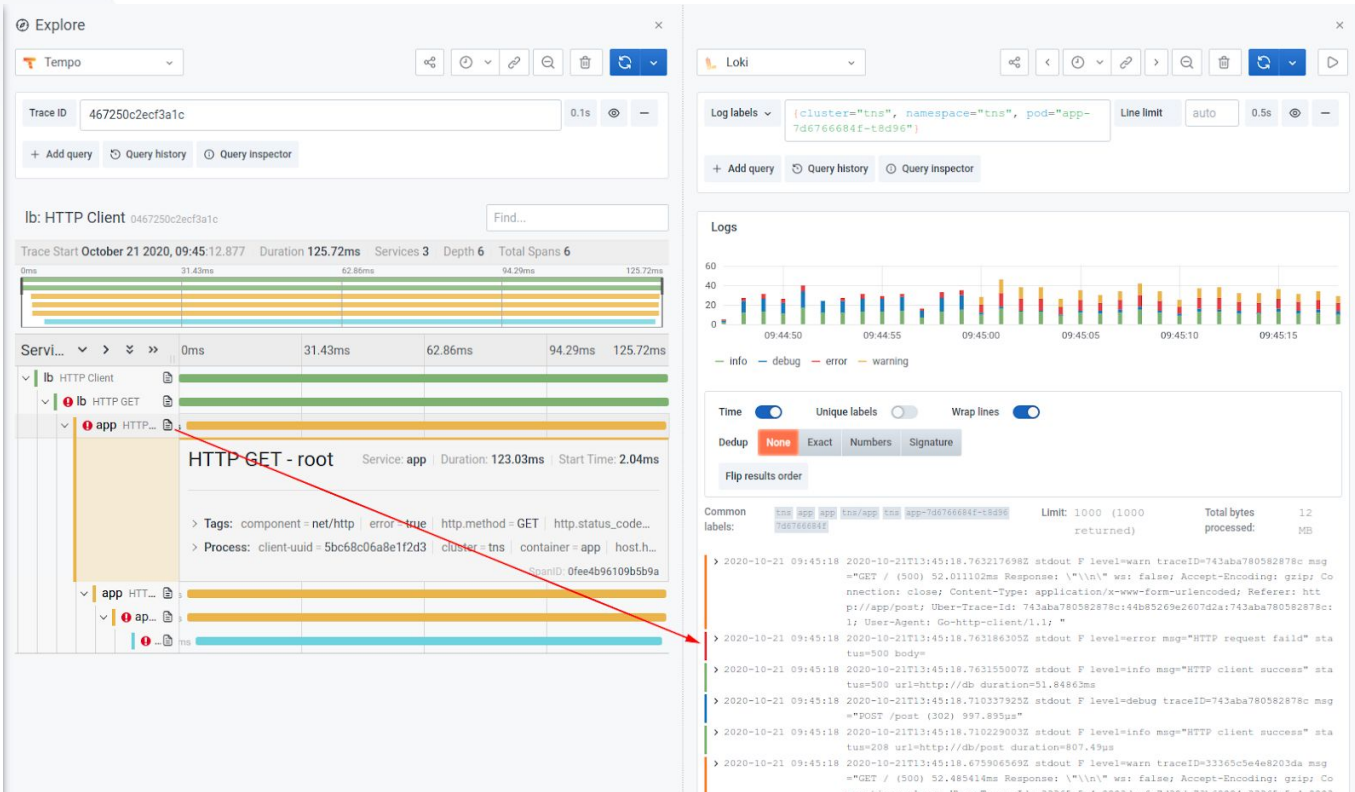 Explore
Tempo
Trace ID 467250c2ecf3a1c 0.1s
+ Add query Query history Query inspector
lb: HTTP Client 0467250c2ecf3a1c Find...
Trace Start October 21 2020, 09:45:12.877 Duration 125.72ms Services 3 Depth 6 Total Spans 6
0ms 31.43ms 62.86ms 94.29ms 125.72ms
Servi... 0ms 31.43ms 62.86ms 94.29ms 125.72ms
lb HTTP Client
lb HTTP GET
app HTTP...
HTTP GET - root Service: app Duration: 123.03ms Start Time: 2.04ms
Tags: component = net/http error = true http.method = GET http.status_code...
Process: client-uuid = 5bc68c06a8e1f2d3 cluster = tns container = app host.h...
SpanID: 0fee4b96109b5b9a
app HTT...
ap...
...
Loki
Log labels {cluster="tns", namespace="tns", pod="app-
7d6766684f-t8d96"} Line limit auto 0.5s
+ Add query Query history Query inspector
Logs
60
40
20
0
09:44:50 09:44:55 09:45:00 09:45:05 09:45:10 09:45:15
info debug error warning
Time Unique labels Wrap lines
Dedup None Exact Numbers Signature
Flip results order
Common tns app app tns/app tns app-7d6766684f-t8d96 Limit: 1000 (1000 Total bytes 12
labels: 7d6766684f returned) processed: MB
> 2020-10-21 09:45:18 2020-10-21T13:45:18.763217698Z stdout F level=warn traceID=743aba780582878c msg
="GET / (500) 52.011102ms Response: \"\\n\" ws: false; Accept-Encoding: gzip; Co
nnection: close; Content-Type: application/x-www-form-urlencoded; Referer: htt
p://app/post; Uber-Trace-Id: 743aba780582878c:44b85269e2607d2a:743aba780582878c:
1; User-Agent: Go-http-client/1.1; "
> 2020-10-21 09:45:18 2020-10-21T13:45:18.763186305Z stdout F level=error msg="HTTP request faild" sta
tus=500 body=
> 2020-10-21 09:45:18 2020-10-21T13:45:18.763155007Z stdout F level=info msg="HTTP client success" sta
tus=500 url=http://db duration=51.84863ms
> 2020-10-21 09:45:18 2020-10-21T13:45:18.710337925Z stdout F level=debug traceID=743aba780582878c msg
="POST /post (302) 997.895µs"
> 2020-10-21 09:45:18 2020-10-21T13:45:18.710229003Z stdout F level=info msg="HTTP client success" sta
tus=208 url=http://db/post duration=807.49µs
> 2020-10-21 09:45:18 2020-10-21T13:45:18.675906569Z stdout F level=warn traceID=33365c5e4e8203da msg
="GET / (500) 52.485414ms Response: \"\\n\" ws: false; Accept-Encoding: gzip; Co